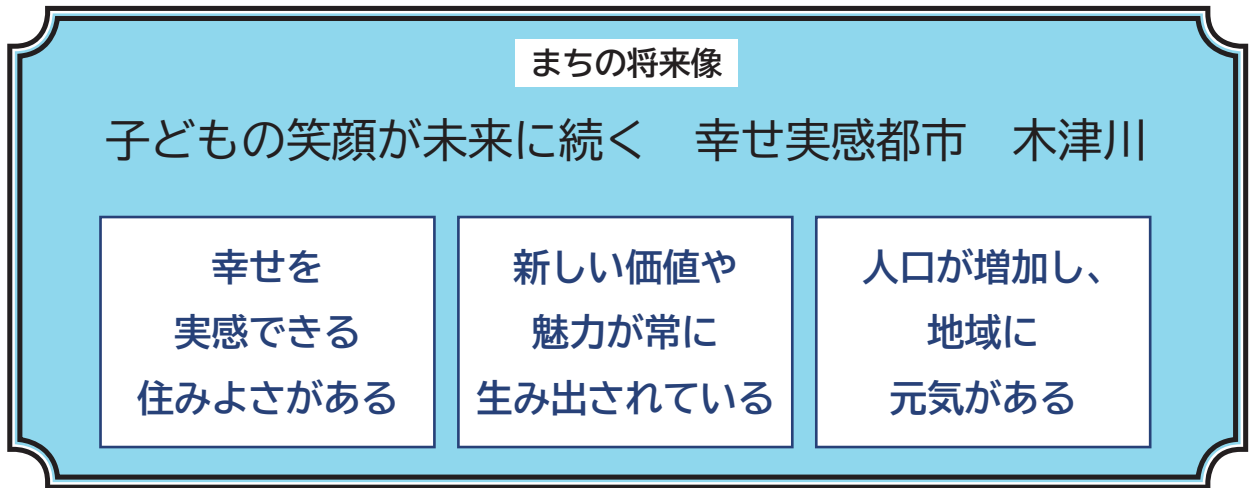 まちの将来像
子どもの笑顔が未来に続く　幸せ実感都市　木津川
幸せを
実感できる
住みよさがある
新しい価値や
魅力が常に
生み出されている
人口が増加し、
地域に
元気がある